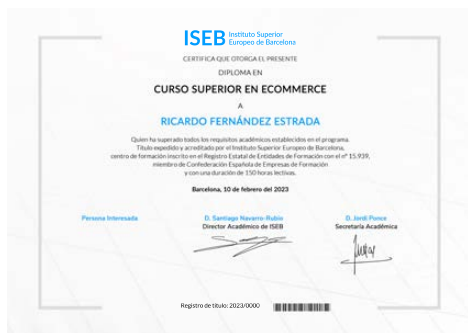 ISEB Instituto Superior
Europeo de Barcelona
CERTIFICA QUE OTORGA EL PRESENTE
DIPLOMA EN
CURSO SUPERIOR EN ECOMMERCE
A
RICARDO FERNÁNDEZ ESTRADA
Quien ha superado todos los requisitos académicos establecidos en el programa.
Título expedido y acreditado por el Instituto Superior Europeo de Barcelona,
centro de formación inscrito en el Registro Estatal de Entidades de Formación con el nº 15.939,
miembro de Confederación Española de Empresas de Formación
y con una duración de 150 horas lectivas.
Barcelona, 10 de febrero del 2023
Persona Interesada
D. Santiago Navarro-Rubio
Director Académico de ISEB
D. Jordi Ponce
Secretaría Académica
Registro de título: 2023/0000